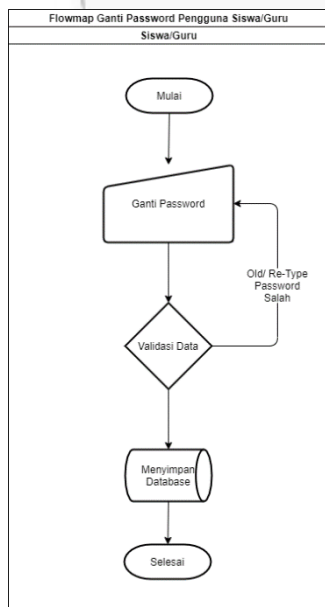 Flowmap Ganti Password Pengguna Siswa/Guru
Siswa/Guru
Mulai
Ganti Password
Old/ Re-Type
Password
Salah
Validasi Data
Menyimpan
Database
Selesai